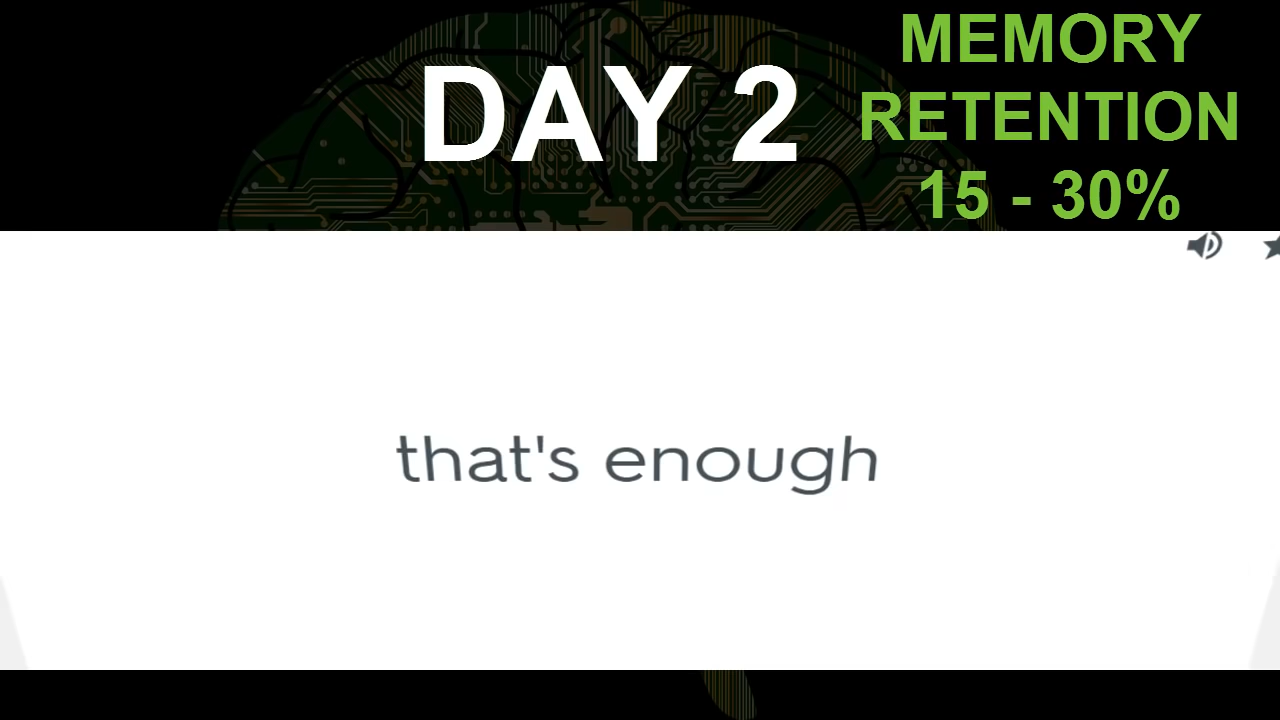 DAY 2
MEMORY
RETENTION
15 - 30%
that's enough